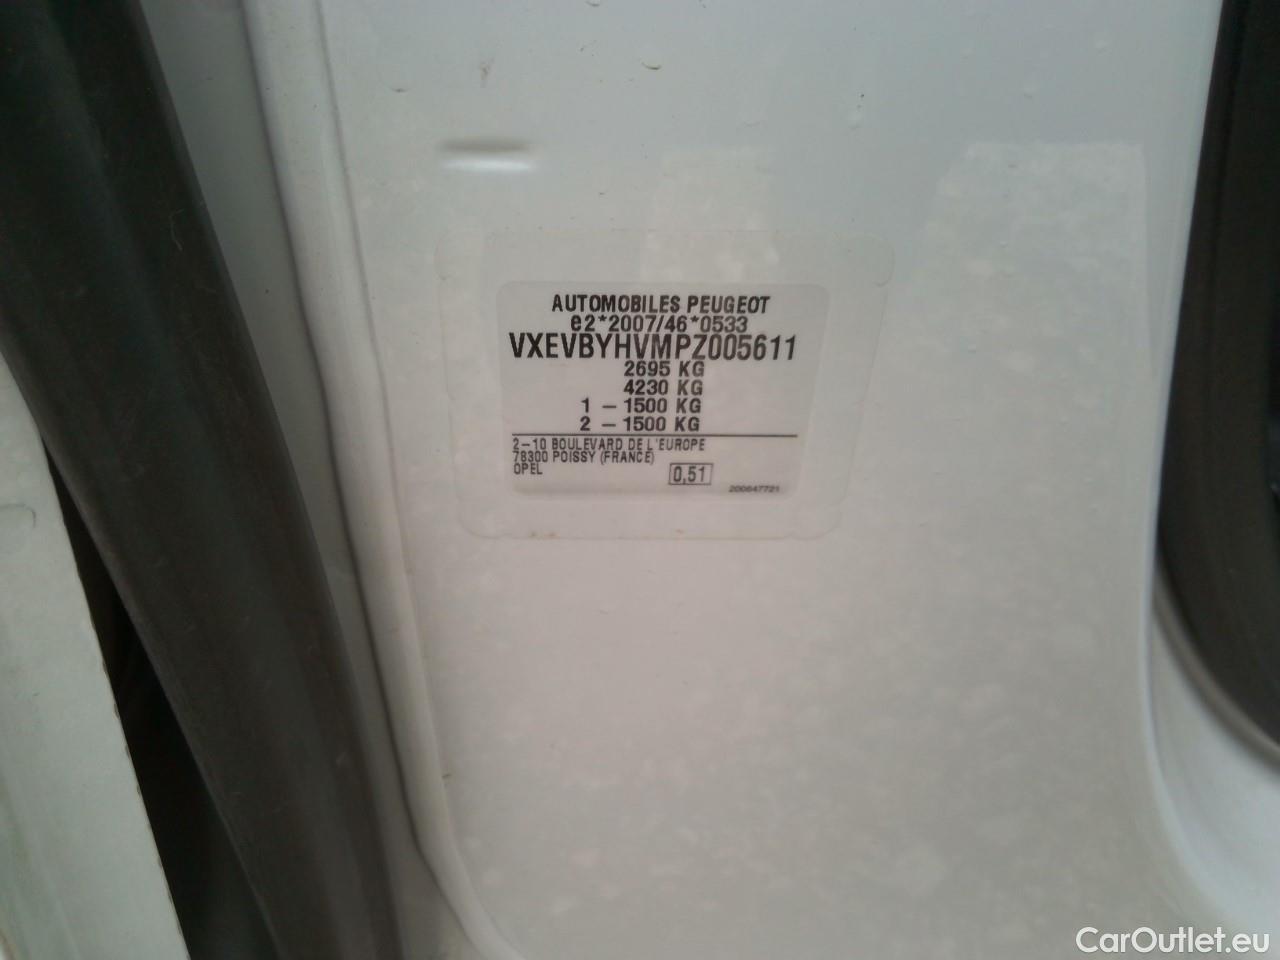 AUTOMOBILES PEUGEOT
e2*2007/46*0533
VXEVBYHVMPZ005611
2695 KG
4230 KG
1 - 1500 KG
2 - 1500 KG
2-10 BOULEVARD DE L'EUROPE
78300 POISSY (FRANCE)
OPEL
0,51
200647721
CarOutlet.eu